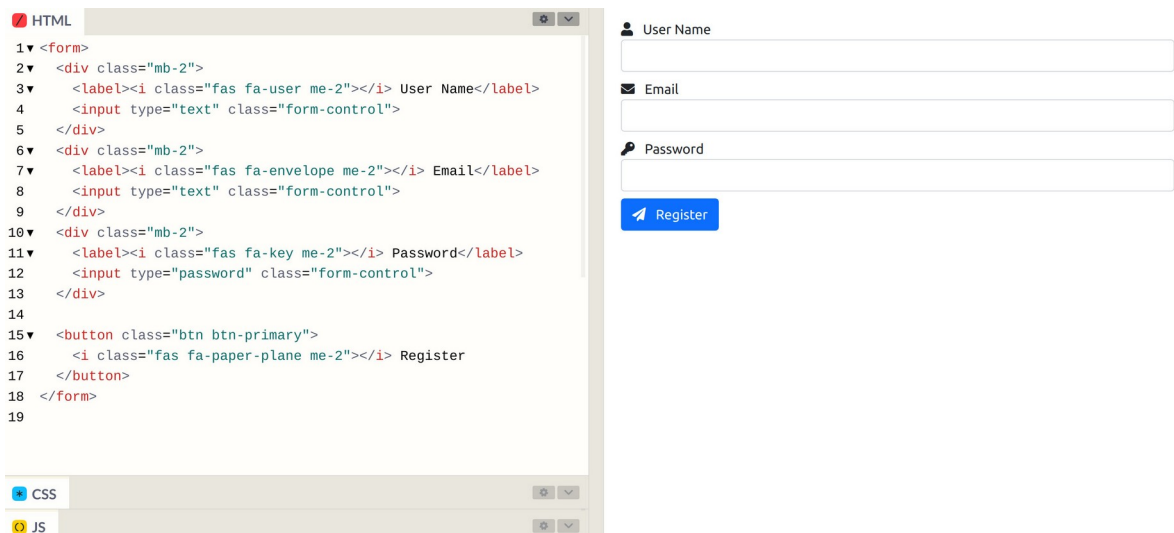 HTML
1 <form>
2   <div class="mb-2">
3     <label><i class="fas fa-user me-2"></i> User Name</label>
4     <input type="text" class="form-control">
5   </div>
6   <div class="mb-2">
7     <label><i class="fas fa-envelope me-2"></i> Email</label>
8     <input type="text" class="form-control">
9   </div>
10   <div class="mb-2">
11     <label><i class="fas fa-key me-2"></i> Password</label>
12     <input type="password" class="form-control">
13   </div>
14
15   <button class="btn btn-primary">
16     <i class="fas fa-paper-plane me-2"></i> Register
17   </button>
18 </form>
19
CSS
JS
User Name
Email
Password
Register